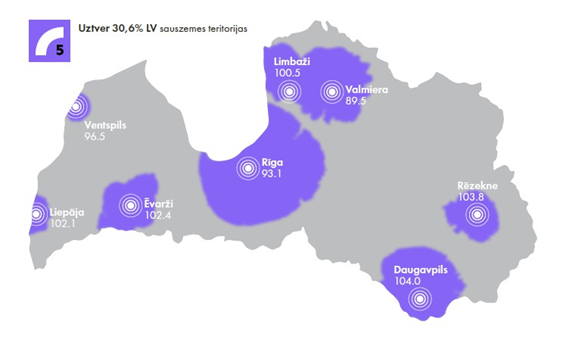 5
Uztver 30,6% LV sauszemes teritorijas
Limbaži
100.5
Valmiera
89.5
Ventspils
96.5
Rīga
93.1
Rēzekne
103.8
Ēvarži
102.4
Liepāja
102.1
Daugavpils
104.0